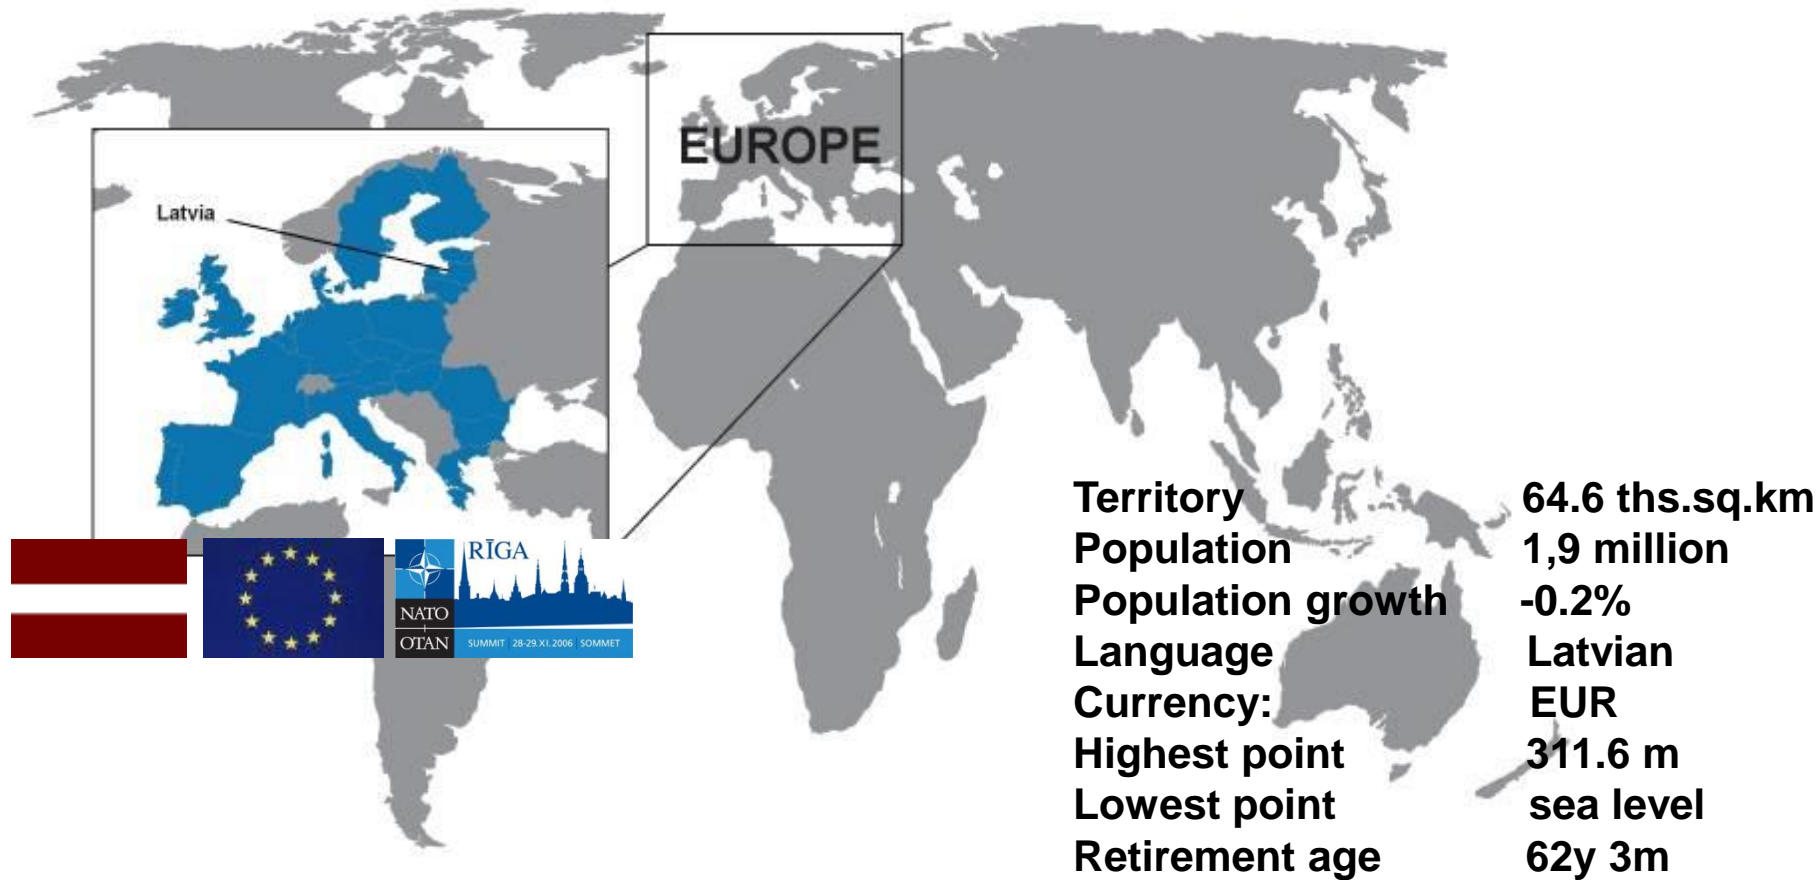 EUROPE
Latvia
RĪGA
NATO
OTAN
SUMMIT | 28-29.XI.2006 | SOMMET
Territory 64.6 ths.sq.km
Population 1,9 million
Population growth -0.2%
Language Latvian
Currency: EUR
Highest point 311.6 m
Lowest point sea level
Retirement age 62y 3m